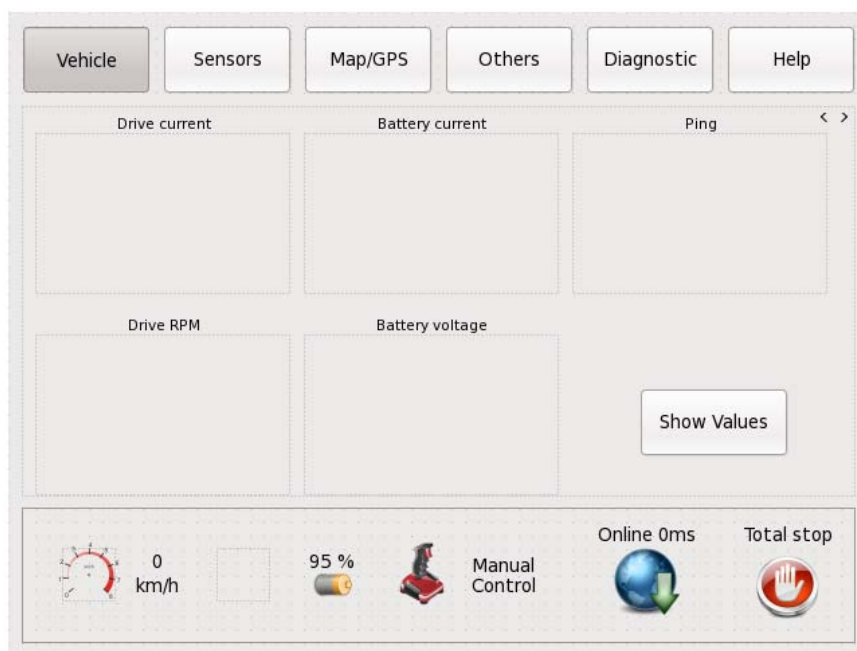 Vehicle
Sensors
Map/GPS
Others
Diagnostic
Help
< >
Drive current
Battery current
Ping
Drive RPM
Battery voltage
Show Values
0
km/h
95 %
Manual
Control
Online 0ms
Total stop